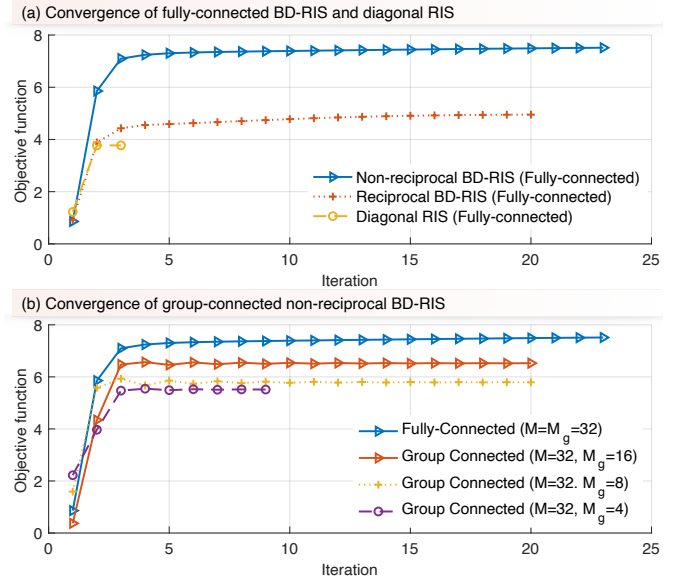 (a) Convergence of fully-connected BD-RIS and diagonal RIS
8
6
4
2
0
Objective function
Non-reciprocal BD-RIS (Fully-connected)
Reciprocal BD-RIS (Fully-connected)
Diagonal RIS (Fully-connected)
0 5 10 15 20 25
Iteration
(b) Convergence of group-connected non-reciprocal BD-RIS
8
6
4
2
0
Objective function
Fully-Connected (M=M_g=32)
Group Connected (M=32, M_g=16)
Group Connected (M=32. M_g=8)
Group Connected (M=32, M_g=4)
0 5 10 15 20 25
Iteration